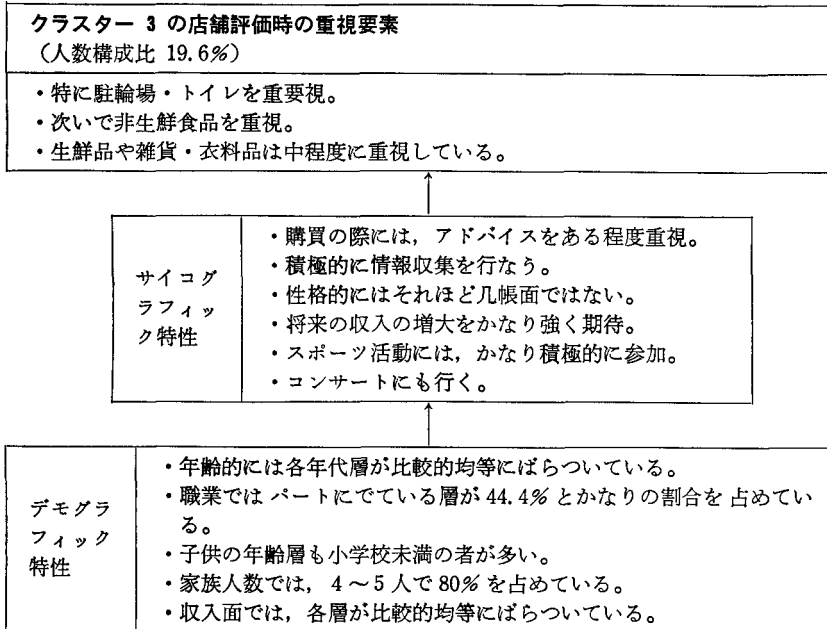 クラスター 3 の店舗評価時の重視要素
(人数構成比 19.6%)
・特に駐輪場・トイレを重要視。
・次いで非生鮮食品を重視。
・生鮮品や雑貨・衣料品は中程度に重視している。
サイコグ
ラフィッ
ク特性
・購買の際には,アドバイスをある程度重視。
・積極的に情報収集を行なう。
・性格的にはそれほど几帳面ではない。
・将来の収入の増大をかなり強く期待。
・スポーツ活動には,かなり積極的に参加。
・コンサートにも行く。
デモグラ
フィック
特性
・年齢的には各年代層が比較的均等にばらついている。
・職業では パートにでている層が 44.4% とかなりの割合を 占めてい
る。
・子供の年齢層も小学校未満の者が多い。
・家族人数では, 4〜5人で 80% を占めている。
・収入面では,各層が比較的均等にばらついている。